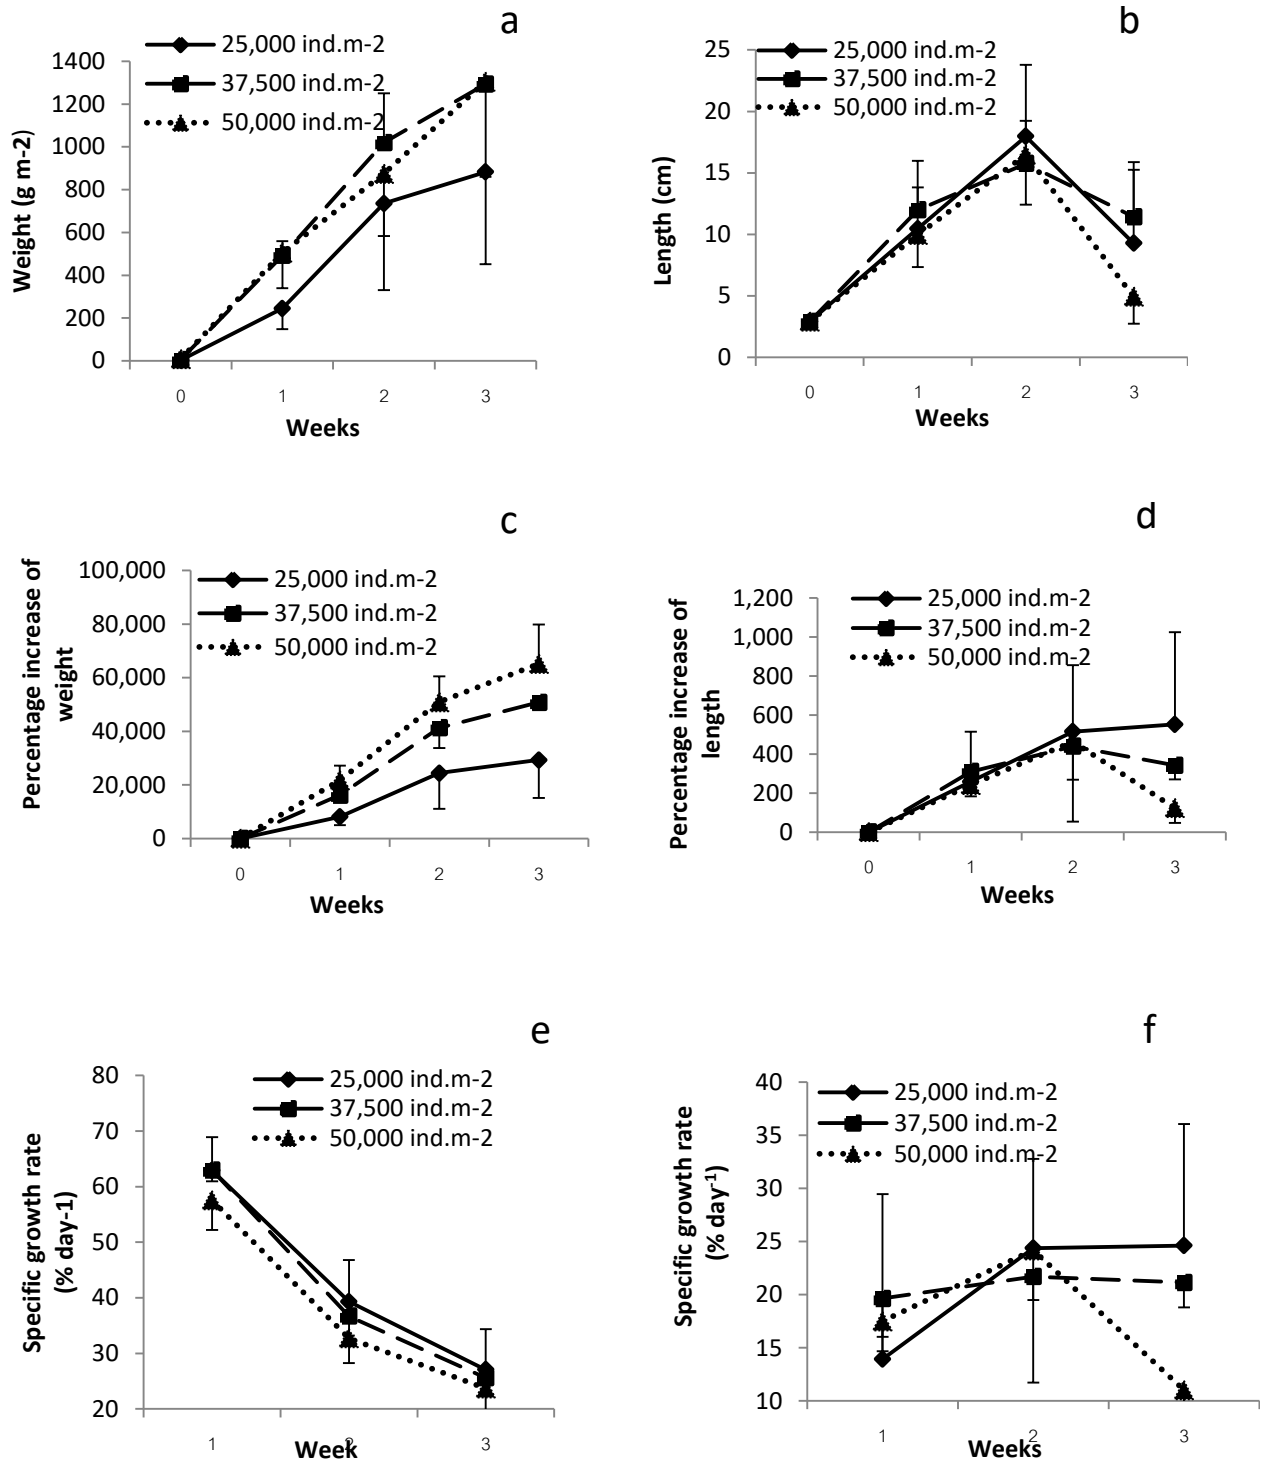 a
25,000 ind.m-2
37,500 ind.m-2
50,000 ind.m-2
1400
1200
1000
800
600
400
200
0
Weight (g m-2)
0 1 2 3
Weeks
b
25,000 ind.m-2
37,500 ind.m-2
50,000 ind.m-2
25
20
15
10
5
0
Length (cm)
0 1 2 3
Weeks
c
25,000 ind.m-2
37,500 ind.m-2
50,000 ind.m-2
100,000
80,000
60,000
40,000
20,000
0
Percentage increase of
weight
0 1 2 3
Weeks
d
25,000 ind.m-2
37,500 ind.m-2
50,000 ind.m-2
1,200
1,000
800
600
400
200
0
Percentage increase of
length
0 1 2 3
Weeks
e
25,000 ind.m-2
37,500 ind.m-2
50,000 ind.m-2
80
70
60
50
40
30
20
Specific growth rate
(% day-1)
1 2 3
Week
f
25,000 ind.m-2
37,500 ind.m-2
50,000 ind.m-2
40
35
30
25
20
15
10
Specific growth rate
(% day-1)
1 2 3
Weeks